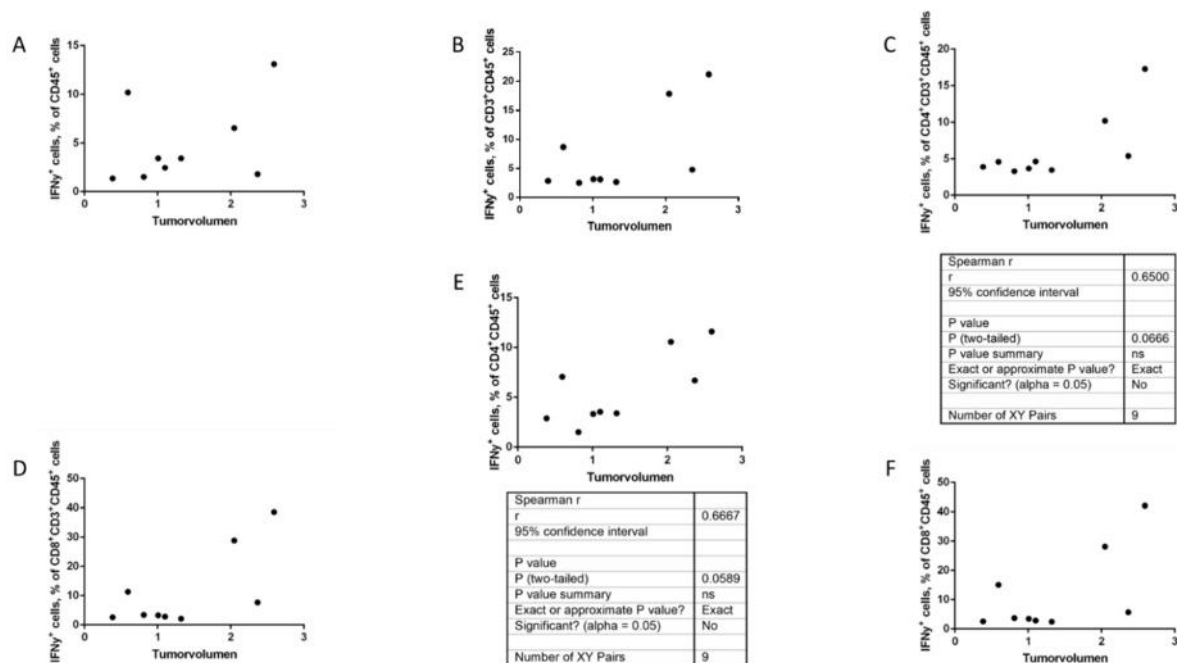 A
IFNy⁺ cells, % of CD45⁺ cells
15
10
5
0
0 1 2 3
Tumorvolumen
B
IFNy⁺ cells, % of CD3⁺CD45⁺ cells
25
20
15
10
5
0
0 1 2 3
Tumorvolumen
C
IFNy⁺ cells, % of CD4⁺CD3⁺CD45⁺ cells
20
15
10
5
0
0 1 2 3
Tumorvolumen
Spearman r
r 0.6500
95% confidence interval
P value
P (two-tailed) 0.0666
P value summary ns
Exact or approximate P value? Exact
Significant? (alpha = 0.05) No
Number of XY Pairs 9
E
IFNy⁺ cells, % of CD4⁺CD45⁺ cells
15
10
5
0
0 1 2 3
Tumorvolumen
Spearman r
r 0.6667
95% confidence interval
P value
P (two-tailed) 0.0589
P value summary ns
Exact or approximate P value? Exact
Significant? (alpha = 0.05) No
Number of XY Pairs 9
D
IFNy⁺ cells, % of CD8⁺CD3⁺CD45⁺ cells
50
40
30
20
10
0
0 1 2 3
Tumorvolumen
F
IFNy⁺ cells, % of CD8⁺CD45⁺ cells
50
40
30
20
10
0
0 1 2 3
Tumorvolumen